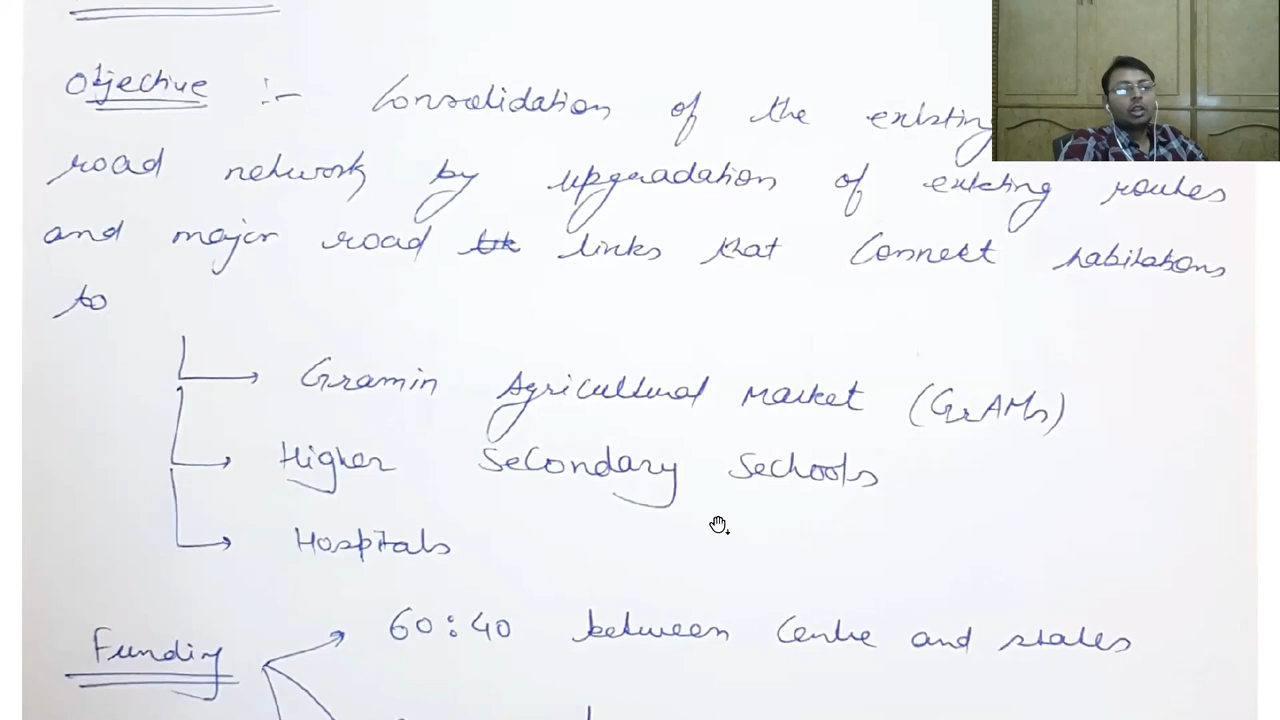 Objective :- Consolidation of the existing
road network by upgradation of existing routes
and major road links that connect habitations
to
Gramin Agricultural Market (GrAMs)
Higher Secondary Sechools
Hospitals
Funding
60:40 between Centre and states